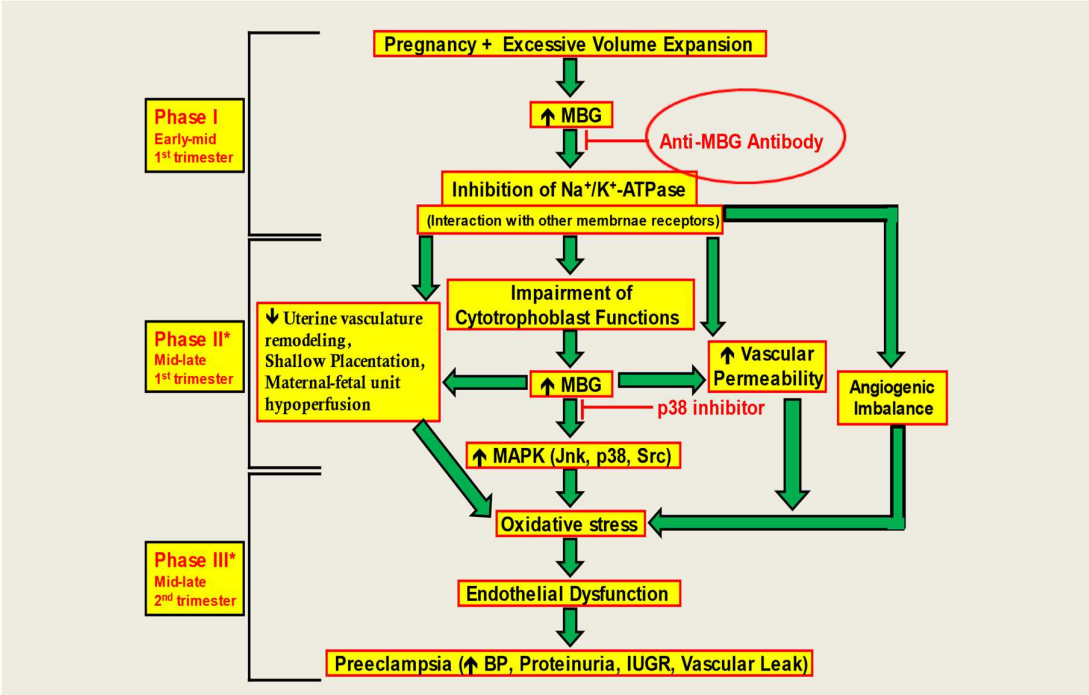 Pregnancy + Excessive Volume Expansion
Phase I
Early-mid
1st trimester
↑ MBG
Anti-MBG Antibody
Inhibition of Na+/K+-ATPase
(Interaction with other membrnae receptors)
Phase II*
Mid-late
1st trimester
↓ Uterine vasculature
remodeling,
Shallow Placentation,
Maternal-fetal unit
hypoperfusion
Impairment of
Cytotrophoblast Functions
↑ Vascular
Permeability
Angiogenic
Imbalance
↑ MBG
p38 inhibitor
↑ MAPK (Jnk, p38, Src)
Phase III*
Mid-late
2nd trimester
Oxidative stress
Endothelial Dysfunction
Preeclampsia (↑ BP, Proteinuria, IUGR, Vascular Leak)